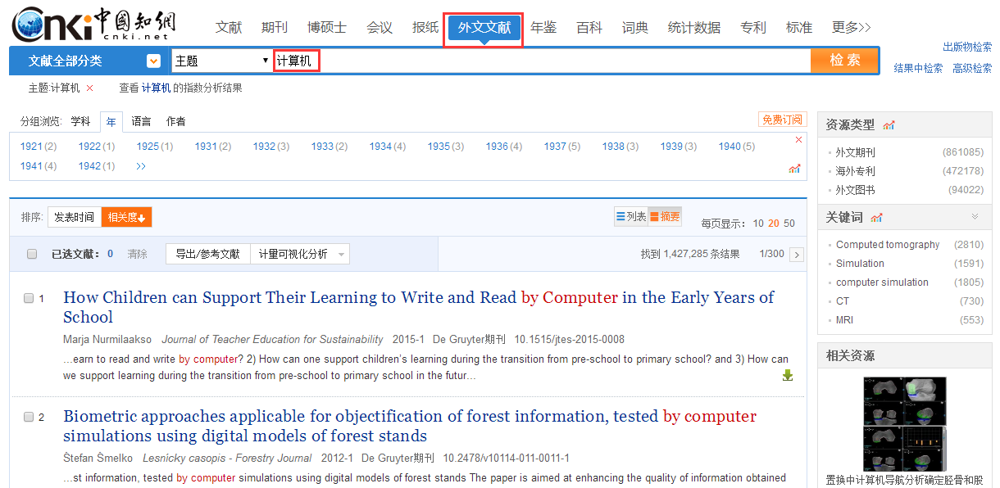 Cnki 中國知網
cnki.net
文献 期刊 博硕士 会议 报纸 外文文献 年鉴 百科 词典 统计数据 专利 标准 更多>>
文献全部分类 主题 计算机 检 索
出版物检索
结果中检索 高级检索
主题:计算机 × 查看 计算机 的指数分析结果
分组浏览: 学科 年 语言 作者 免费订阅
1921(2) 1922(1) 1925(1) 1931(2) 1932(3) 1933(2) 1934(4) 1935(3) 1936(4) 1937(5) 1938(3) 1939(3) 1940(5)
1941(4) 1942(1) >>
排序: 发表时间 相关度 列表 摘要 每页显示: 10 20 50
已选文献: 0 清除 导出/参考文献 计量可视化分析 找到 1,427,285 条结果 1/300 >
1 How Children can Support Their Learning to Write and Read by Computer in the Early Years of
School
Marja Nurmilaakso Journal of Teacher Education for Sustainability 2015-1 De Gruyter期刊 10.1515/jtes-2015-0008
...earn to read and write by computer? 2) How can one support children's learning during the transition from pre-school to primary school? and 3) How can
we support learning during the transition from pre-school to primary school in the futur...
2 Biometric approaches applicable for objectification of forest information, tested by computer
simulations using digital models of forest stands
Štefan Šmelko Lesnícky casopis - Forestry Journal 2012-1 De Gruyter期刊 10.2478/v10114-011-0011-1
...st information, tested by computer simulations using digital models of forest stands The paper is aimed at enhancing the quality of information obtained
资源类型
外文期刊 (861085)
海外专利 (472178)
外文图书 (94022)
关键词
Computed tomography (2810)
Simulation (1591)
computer simulation (1805)
CT (730)
MRI (553)
相关资源
置换中计算机导航分析确定胫骨和股